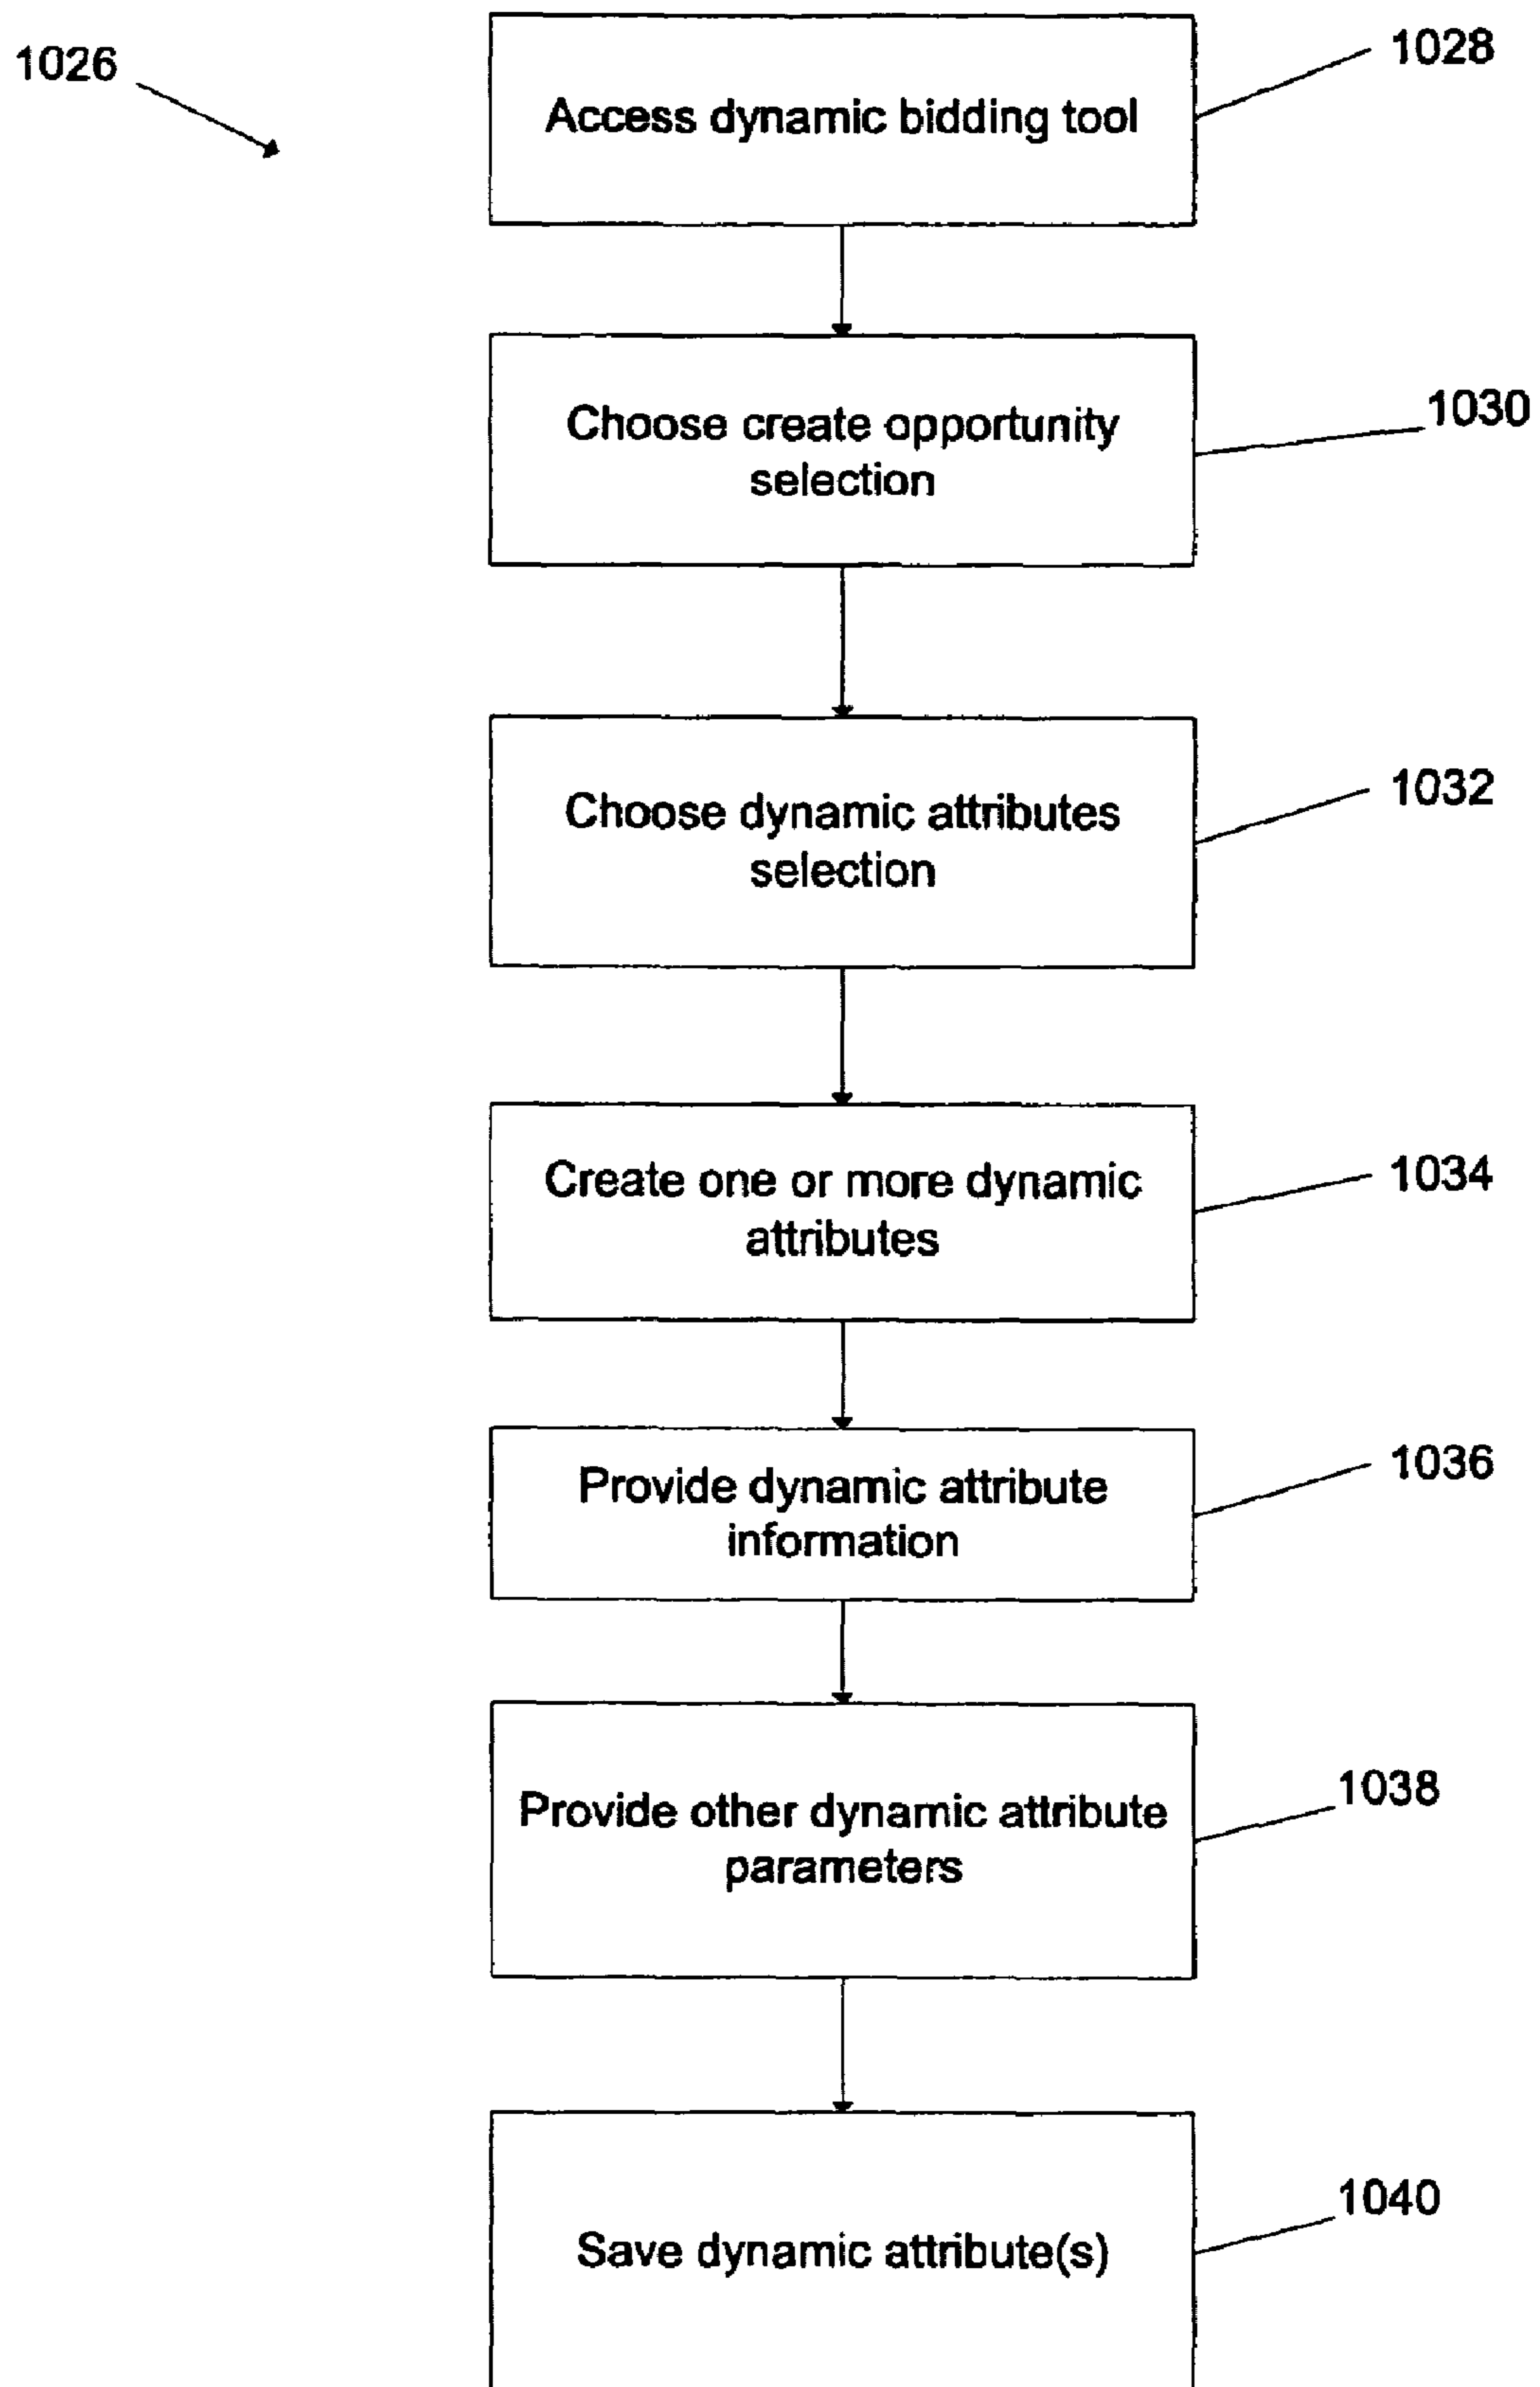 1026
1028
Access dynamic bidding tool
1030
Choose create opportunity
selection
1032
Choose dynamic attributes
selection
1034
Create one or more dynamic
attributes
1036
Provide dynamic attribute
information
1038
Provide other dynamic attribute
parameters
1040
Save dynamic attribute(s)